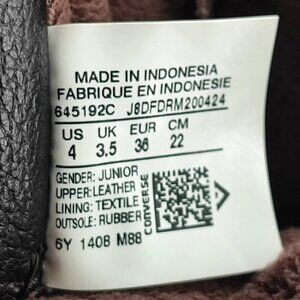 MADE IN INDONESIA
FABRIQUE EN INDONESIE
645192C J8DFDRM200424
US UK EUR CM
4 3.5 36 22
GENDER: JUNIOR
UPPER: LEATHER
LINING: TEXTILE
OUTSOLE: RUBBER
CONVERSE
6Y 1408 M88